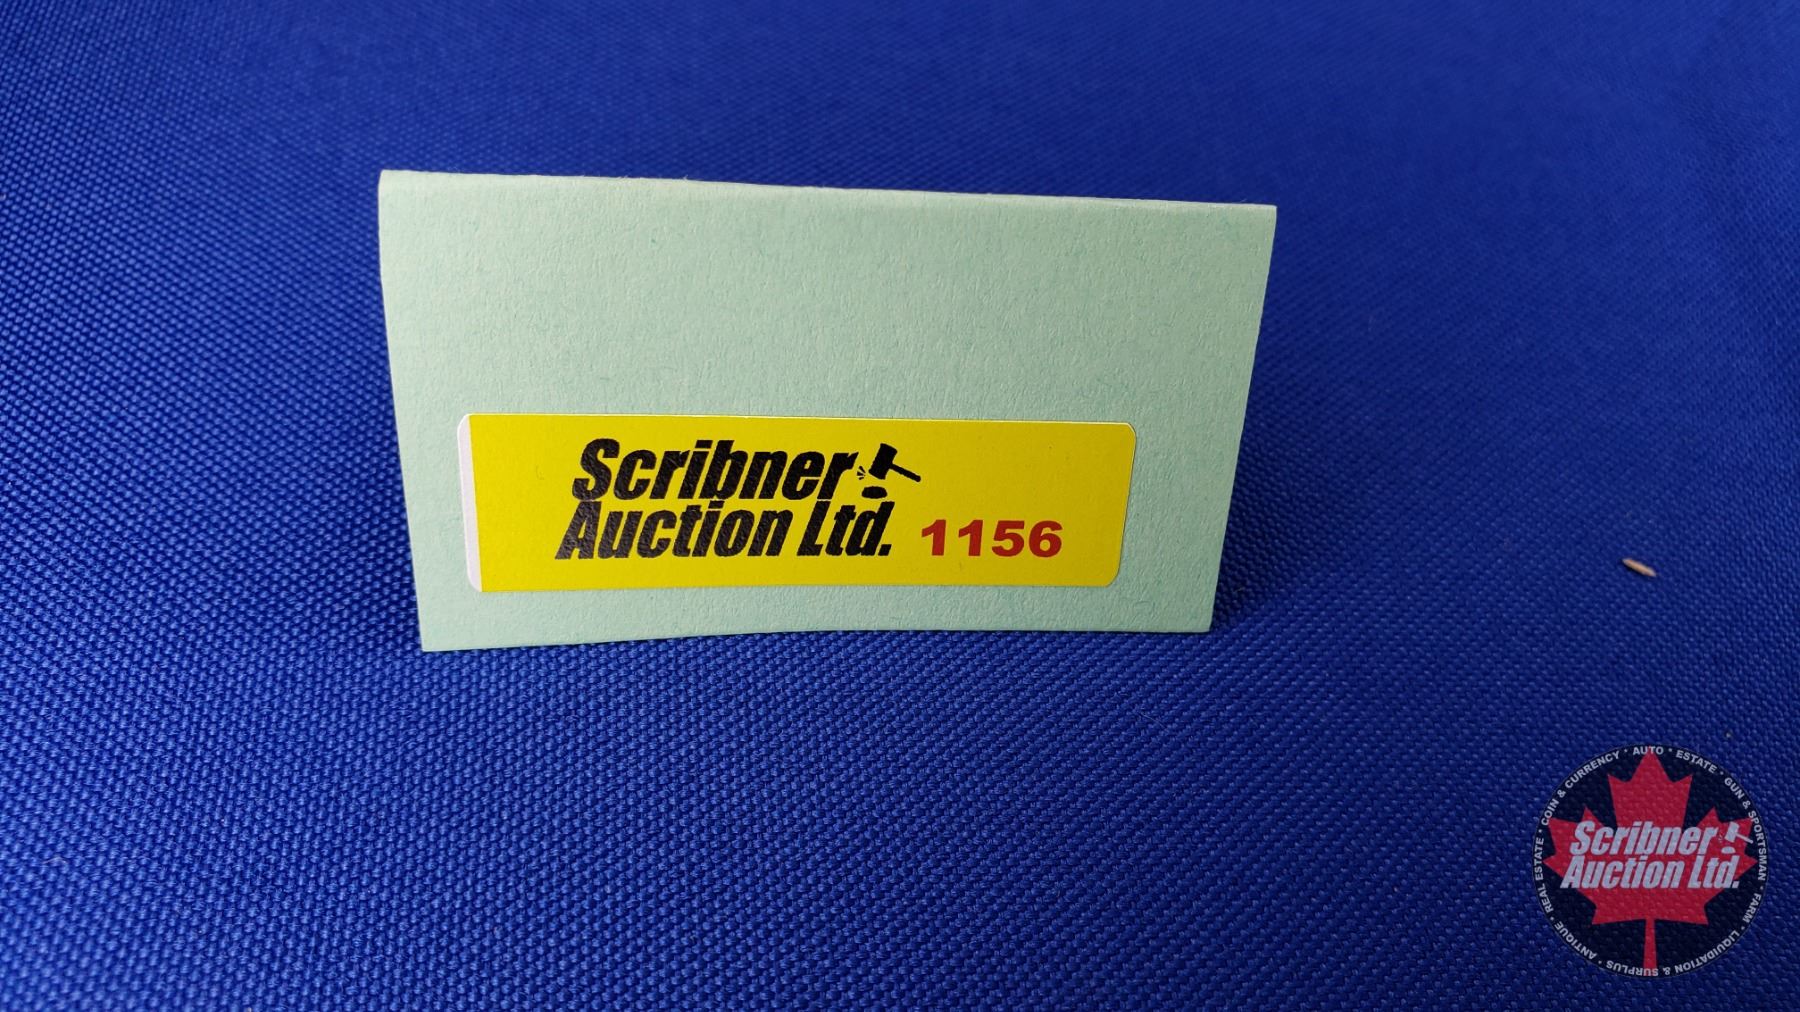 Scribner
Auction Ltd. 1156
COIN & CURRENCY * AUTO * ESTATE * GUN & SPORTSMAN * FARM * LIQUIDATION & SURPLUS * ANTIQUE * REAL ESTATE *
Scribner
Auction Ltd.